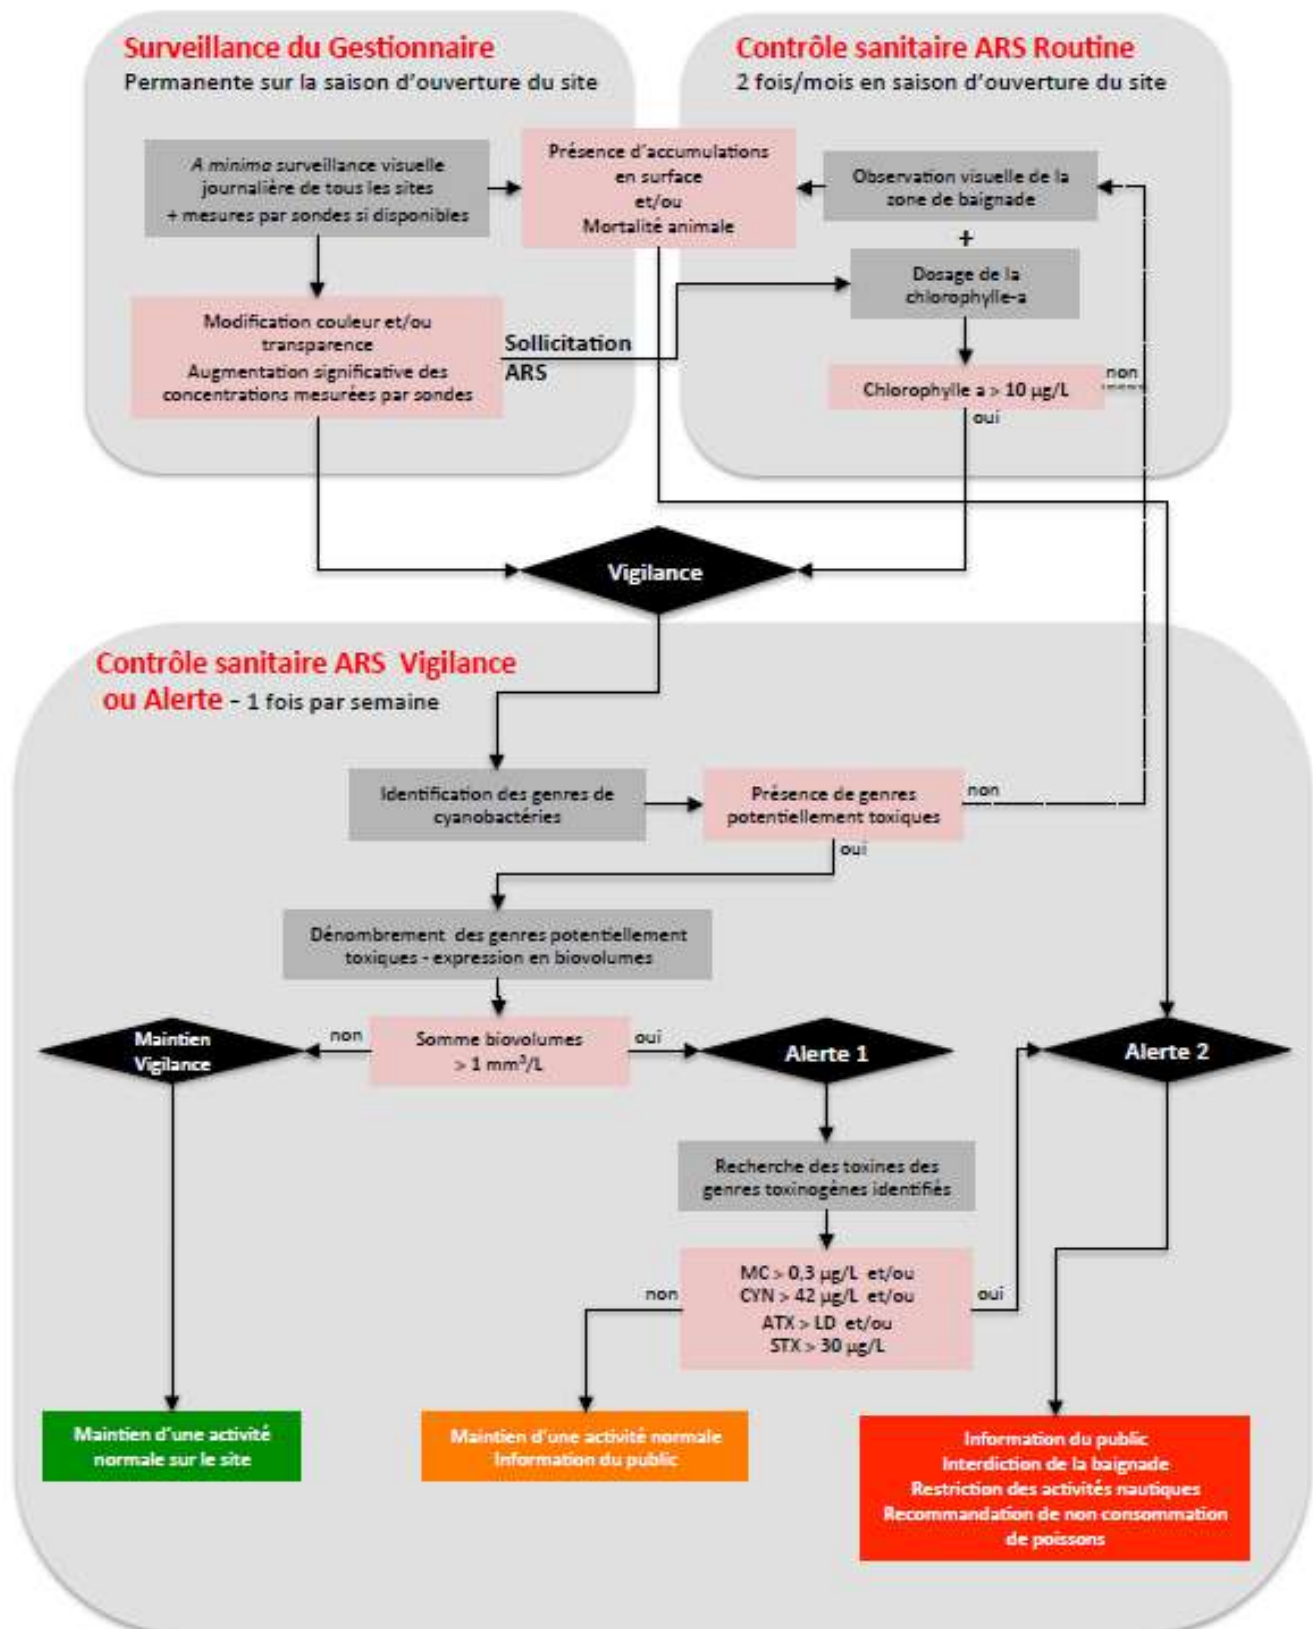 Surveillance du Gestionnaire
Permanente sur la saison d'ouverture du site
Contrôle sanitaire ARS Routine
2 fois/mois en saison d'ouverture du site
A minima surveillance visuelle
journalière de tous les sites
+ mesures par sondes si disponibles
Présence d'accumulations
en surface
et/ou
Mortalité animale
Observation visuelle de la
zone de baignade
+
Dosage de la
chlorophylle-a
Modification couleur et/ou
transparence
Augmentation significative des
concentrations mesurées par sondes
Sollicitation
ARS
Chlorophylle a > 10 µg/L
non
oui
Vigilance
Contrôle sanitaire ARS Vigilance
ou Alerte - 1 fois par semaine
Identification des genres de
cyanobactéries
Présence de genres
potentiellement toxiques
non
oui
Dénombrement des genres potentiellement
toxiques - expression en biovolumes
Maintien
Vigilance
non
Somme biovolumes
> 1 mm³/L
oui
Alerte 1
Alerte 2
Recherche des toxines des
genres toxinogènes identifiés
non
MC > 0,3 µg/L et/ou
CYN > 42 µg/L et/ou
ATX > LD et/ou
STX > 30 µg/L
oui
Maintien d'une activité
normale sur le site
Maintien d'une activité normale
Information du public
Information du public
Interdiction de la baignade
Restriction des activités nautiques
Recommandation de non consommation
de poissons